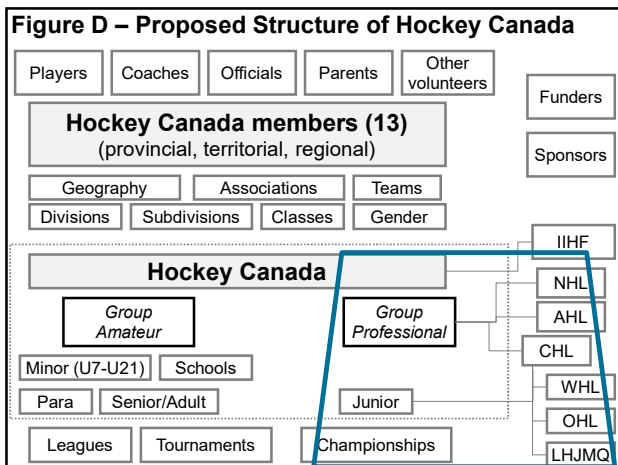 Figure D – Proposed Structure of Hockey Canada
Players
Coaches
Officials
Parents
Other
volunteers
Funders
Hockey Canada members (13)
(provincial, territorial, regional)
Sponsors
Geography
Associations
Teams
Divisions
Subdivisions
Classes
Gender
IIHF
Hockey Canada
NHL
Group
Amateur
Group
Professional
AHL
CHL
Minor (U7-U21)
Schools
WHL
Para
Senior/Adult
Junior
OHL
Leagues
Tournaments
Championships
LHJMQ